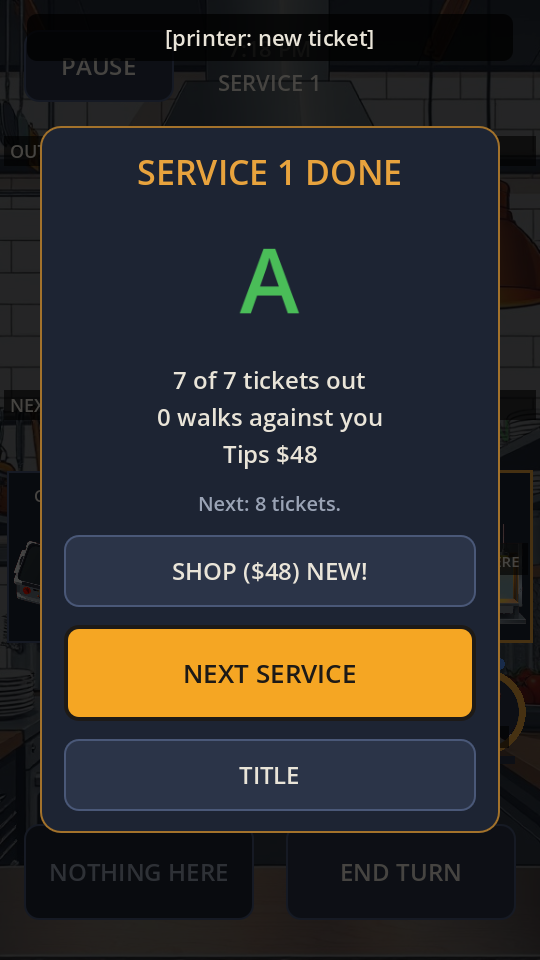 [printer: new ticket]
PAUSE
SERVICE 1
SERVICE 1 DONE
A
7 of 7 tickets out
0 walks against you
Tips $48
Next: 8 tickets.
SHOP ($48) NEW!
NEXT SERVICE
TITLE
NOTHING HERE
END TURN